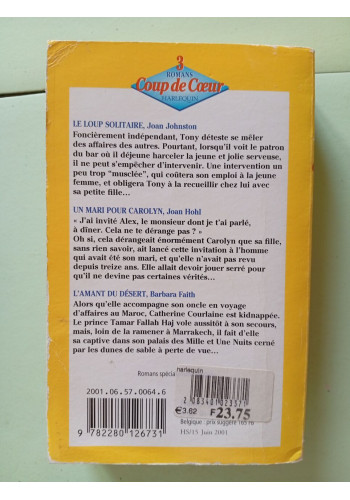 3
ROMANS
Coup de Cœur
HARLEQUIN
LE LOUP SOLITAIRE, Joan Johnston
Foncièrement indépendant, Tony déteste se mêler
des affaires des autres. Pourtant, lorsqu'il voit le patron
du bar où il déjeune harceler la jeune et jolie serveuse,
il ne peut s'empêcher d'intervenir. Une intervention un
peu trop "musclée", qui coûtera son emploi à la jeune
femme, et obligera Tony à la recueillir chez lui avec
sa petite fille...
UN MARI POUR CAROLYN, Joan Hohl
« J'ai invité Alex, le monsieur dont je t'ai parlé,
à dîner. Cela ne te dérange pas ? »
Oh si, cela dérangeait énormément Carolyn que sa fille,
sans rien savoir, ait lancé cette invitation à l'homme
qui avait été son mari, et qu'elle n'avait pas revu
depuis treize ans. Elle allait devoir jouer serré pour
qu'il ne devine pas certaines vérités...
L'AMANT DU DÉSERT, Barbara Faith
Alors qu'elle accompagne son oncle en voyage
d'affaires au Maroc, Catherine Courlaine est kidnappée.
Le prince Tamar Fallah Haj vole aussitôt à son secours,
mais, loin de la ramener à Marrakech, il fait d'elle
sa captive dans son palais des Mille et Une Nuits cerné
par les dunes de sable à perte de vue...
Romans spécia
harlequin
2001.06.57.0064.6
9 782280 126731
€3.62 F23.75
Belgique : prix suggéré 165 FB
HS/15 Juin 2001